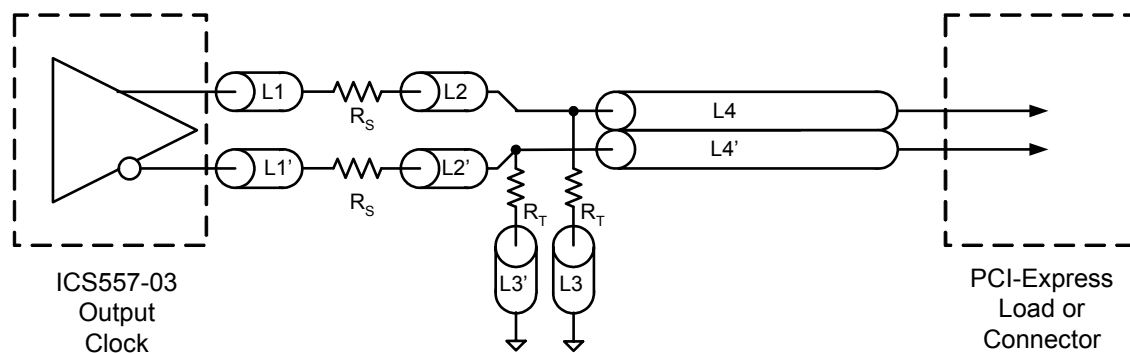 L1
R_S
L2
L4
L1’
R_S
L2’
L4’
R_T
R_T
L3’
L3
ICS557-03
Output
Clock
PCI-Express
Load or
Connector